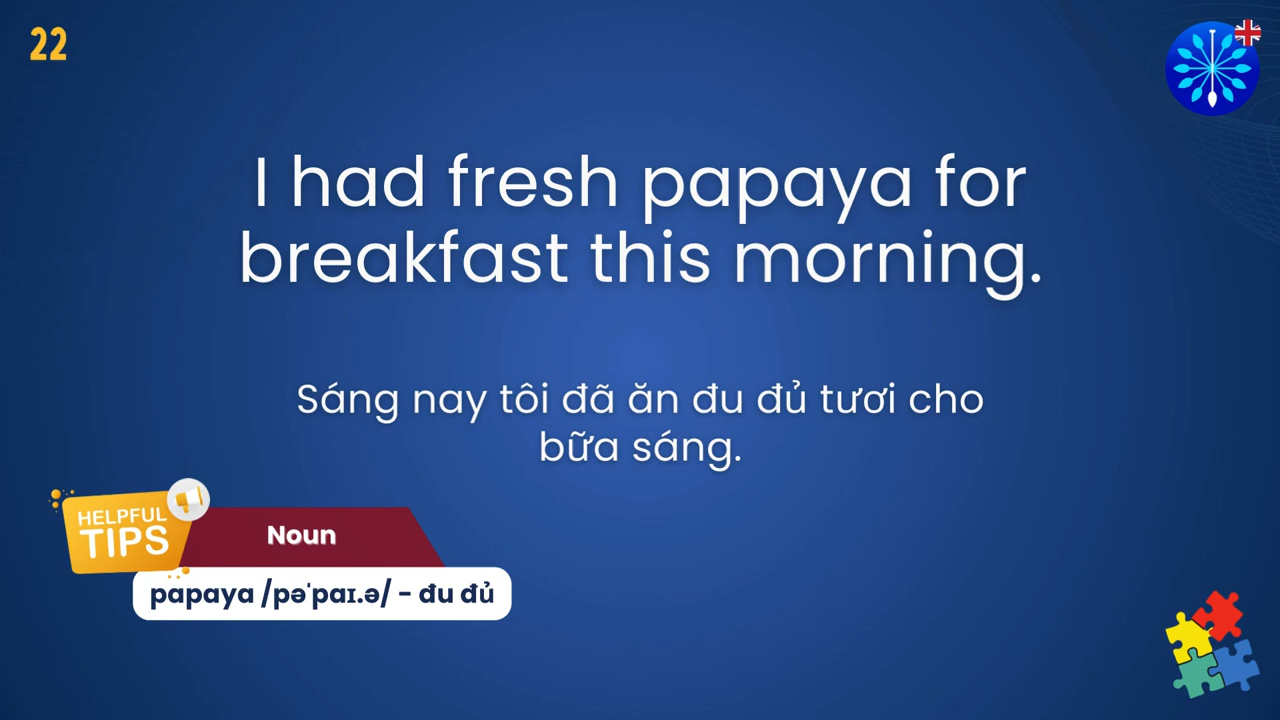 22
I had fresh papaya for
breakfast this morning.
Sáng nay tôi đã ăn đu đủ tươi cho
bữa sáng.
HELPFUL
TIPS
Noun
papaya /pəˈpaɪ.ə/ - đu đủ